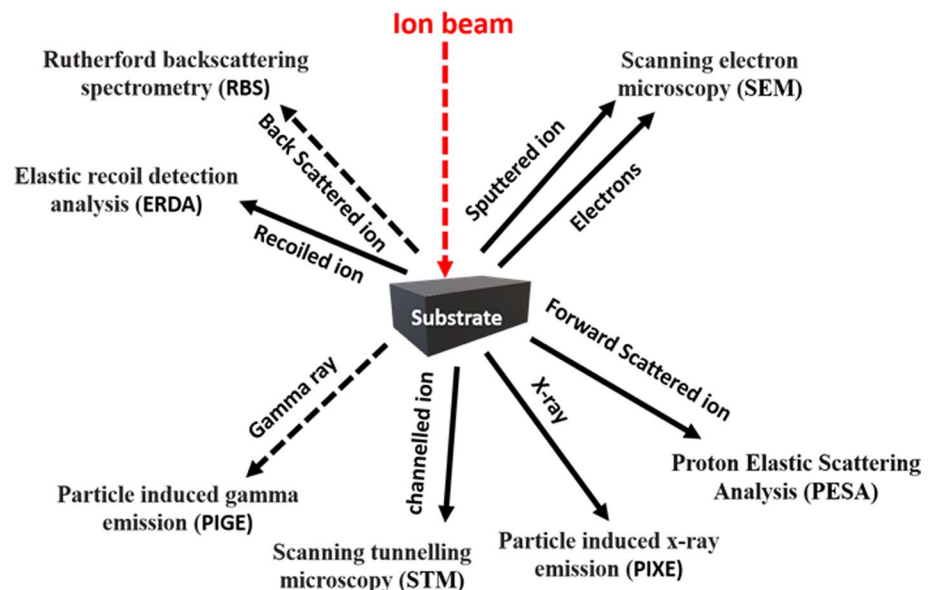 Ion beam
Rutherford backscattering
spectrometry (RBS)
Scanning electron
microscopy (SEM)
Back Scattered ion
Sputtered ion
Electrons
Elastic recoil detection
analysis (ERDA)
Recoiled ion
Substrate
Forward Scattered ion
Gamma ray
channelled ion
X-ray
Proton Elastic Scattering
Analysis (PESA)
Particle induced gamma
emission (PIGE)
Scanning tunnelling
microscopy (STM)
Particle induced x-ray
emission (PIXE)